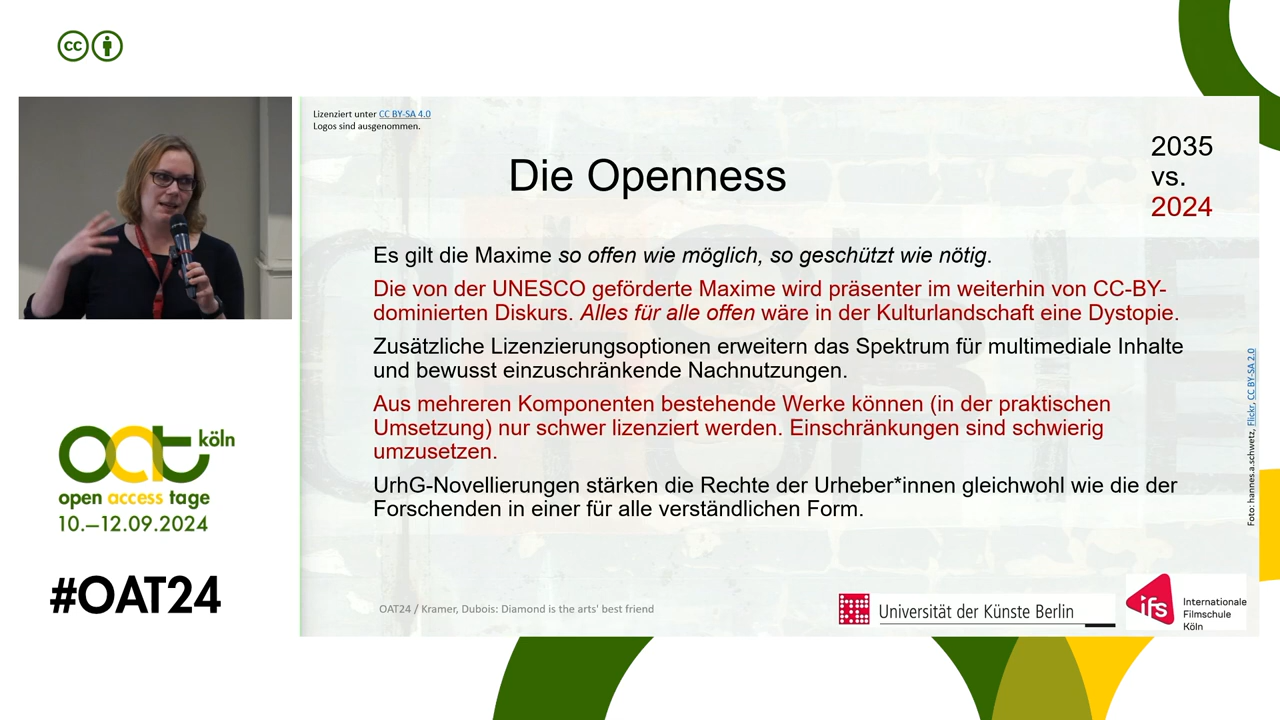 cc
Lizenziert unter CC BY-SA 4.0
Logos sind ausgenommen.
Die Openness
2035
vs.
2024
Es gilt die Maxime so offen wie möglich, so geschützt wie nötig.
Die von der UNESCO geförderte Maxime wird präsenter im weiterhin von CC-BY-
dominierten Diskurs. Alles für alle offen wäre in der Kulturlandschaft eine Dystopie.
Zusätzliche Lizenzierungsoptionen erweitern das Spektrum für multimediale Inhalte
und bewusst einzuschränkende Nachnutzungen.
Aus mehreren Komponenten bestehende Werke können (in der praktischen
Umsetzung) nur schwer lizenziert werden. Einschränkungen sind schwierig
umzusetzen.
UrhG-Novellierungen stärken die Rechte der Urheber*innen gleichwohl wie die der
Forschenden in einer für alle verständlichen Form.
Foto: hannes.a.schwetz, Flickr, CC BY-SA 2.0
OAT24 / Kramer, Dubois: Diamond is the arts' best friend
Universität der Künste Berlin
ifs
Internationale
Filmschule
Köln
oat köln
open access tage
10.–12.09.2024
#OAT24